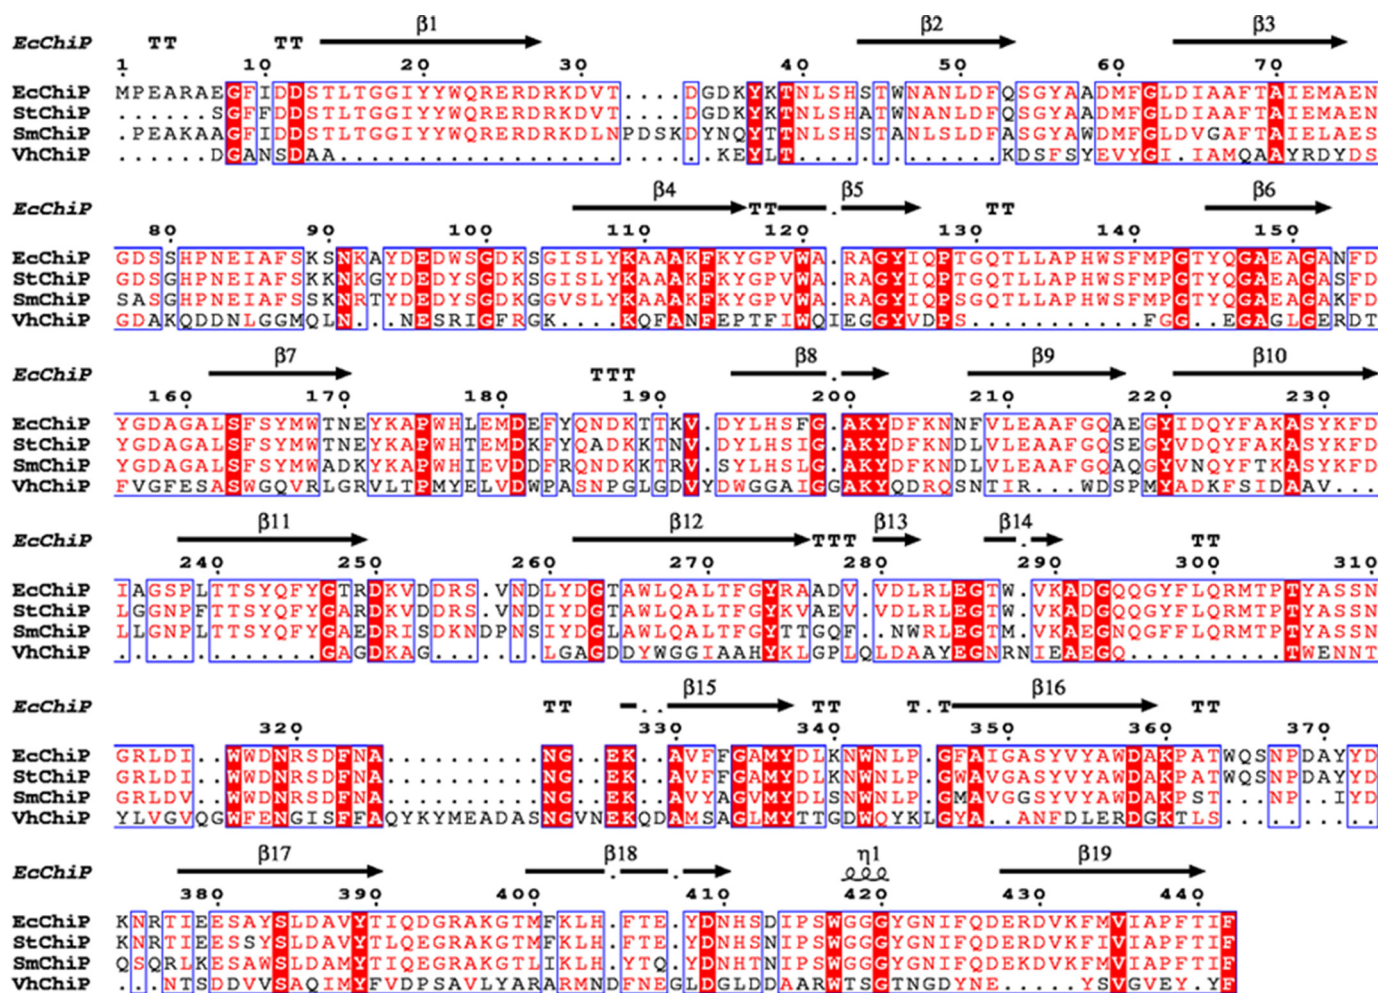 β1 β2 β3
EcChiP TT TT
1 10 20 30 40 50 60 70
EcChiP MPEARAEGFIDDSTLTGGIYYWQRERDRKDVT....DGDKYKTNLSHSTWNANLDFQSGYAADMFGLDIAAFTAIEMAEN
StChiP ......SGFFDDSTLTGGIYYWQRERDRKDVT....DGDKYKTNLSHATWNANLDFQSGYAADMFGLDIAAFTAIEMAEN
SmChiP .PEAKAAGFIDDSTLTGGIYYWQRERDRKDLNPDSKDYNQYTTNLSHSTANLSLDFASGYAWDMFGLDVGAFTAIELAES
VhChiP ......DGANSDAA......................KEYLT...........KDSFSYEVYGI.IAMQAAYRDYDS
β4 β5 β6
EcChiP TT . TT
80 90 100 110 120 130 140 150
EcChiP GDSSHPNEIAFSKSNKAYDEDWSGDKSGISLYKAAAKFKYGPVWA.RAGYIQPTGQTLLAPHWSFMPGTYQGAEAGANFD
StChiP GDSGHPNEIAFSKSNKGYDEDYSGDKSGISLYKAAAKFKYGPVWA.RAGYIQPTGQTLLAPHWSFMPGTYQGAEAGASFD
SmChiP SASGHPNEIAFSSKNRTYDEDYSGDKGGVSLYKAAAKFKYGPVWA.RAGYIQPSGQTLLAPHWSFMPGTYQGAEAGAKFD
VhChiP GDAKQDDNLGGMQLN..NESRIGFRGK....KQFANFEPTFIWQIEGGYVDPS...........FGG..EGAGLGERDT
β7 β8 β9 β10
EcChiP TTT .
160 170 180 190 200 210 220 230
EcChiP YGDAGALSFSYMWTNEYKAPWHLEMDEFYQNDKTTKV.DYLHSFG.AKYDFKNNFVLEAAFGQAEGYIDQYFAKASYKFD
StChiP YGDAGALSFSYMWTNEYKAPWHLEMDKFYQADKKTNV.DYLHSFG.AKYDFKNDLVLEAAFGQSEGYVDQYFAKASYKFD
SmChiP YGDAGALSFSYMWADKYKAPWHIEVDDFRQNDKKTRV.SYLHSLG.AKYDFKNDLVLEAAFGQAQGYVNQYFTKASYKFD
VhChiP FVGFESASWGQVRLGRVLTPMYELVDWPASNPGLGDVYDWGGAIGGAKYQDRQSNTIR...WDSPMYADKFSIDAAV...
β11 β12 β13 β14
EcChiP TTT . TT
240 250 260 270 280 290 300 310
EcChiP IAGSPLTTSYQFYGTRDKVDDRS.VNDLYDGTAWLQALTFGYRAADV.VDLRLEGTW.VKADGQQGYFLQRMTPTYASSN
StChiP LGGNPFTTSYQFYGARDKVDDRS.VNDIYDGTAWLQALTFGYKVAEV.VDLRLEGTW.VKAEGQQGYFLQRMTPTYASSN
SmChiP LLGNPLTTSYQFYGAEDRISDKNDPNSIYDGLAWLQALTFGYTTGQF..NWRLEGTM.VKAEGNQGFFLQRMTPTYASSN
VhChiP .............GAGDKAG......LGAGDDYWGGIAAHYKLGPLQLDAAYEGNRNIEAEGQ..........TWENNT
β15 β16
EcChiP TT .. TT T.T TT
320 330 340 350 360 370
EcChiP GRLDI..WWDNRSDFNA..........NG..EK..AVFFGAMYDLKNWNLP.GFAIGASYVYAWDAKPATWQSNPDAYYD
StChiP GRLDI..WWDNRSDFNA..........NG..EK..AVFFGAMYDLKNWNLP.GWAVGASYVYAWDAKPATWQSNPDAYYD
SmChiP GRLDV..WWDNRSDFNA..........NG..EK..AVYAGVMYDLSNWNLP.GMAVGGSYVYAWDAKPST...NP..IYD
VhChiP YLVGVQGWFENGISFFAQYKYMEADASNGVNEKQDAMSAGLMYTTGDWQYKLGYA..ANFDLERDGKTLS..........
β17 β18 η1 β19
EcChiP . .
380 390 400 410 420 430 440
EcChiP KNRTIEESAYSLDAVYTIQDGRAKGTMFKLH.FTE.YDNHSDIPSWGGGYGNIFQDERDVKFMVIAPFTIF
StChiP KNRTIEESSYSLDAVYTLQEGRAKGTMFKLH.FTE.YDNHSNIPSWGGGYGNIFQDERDVKFIVIAPFTIF
SmChiP QSQRLKESAWSLDAMYTIQEGRAKGTLIKLH.YTQ.YDNHTNIPSWGGGYGNIFQDEKDVKFMVIAPFTIF
VhChiP ...NTSDDVVSAQIMYFVDPSAVLYARARMNDFNEGLDGLDDAARWTSGTNGDYNE.....YSVGVEY.YF